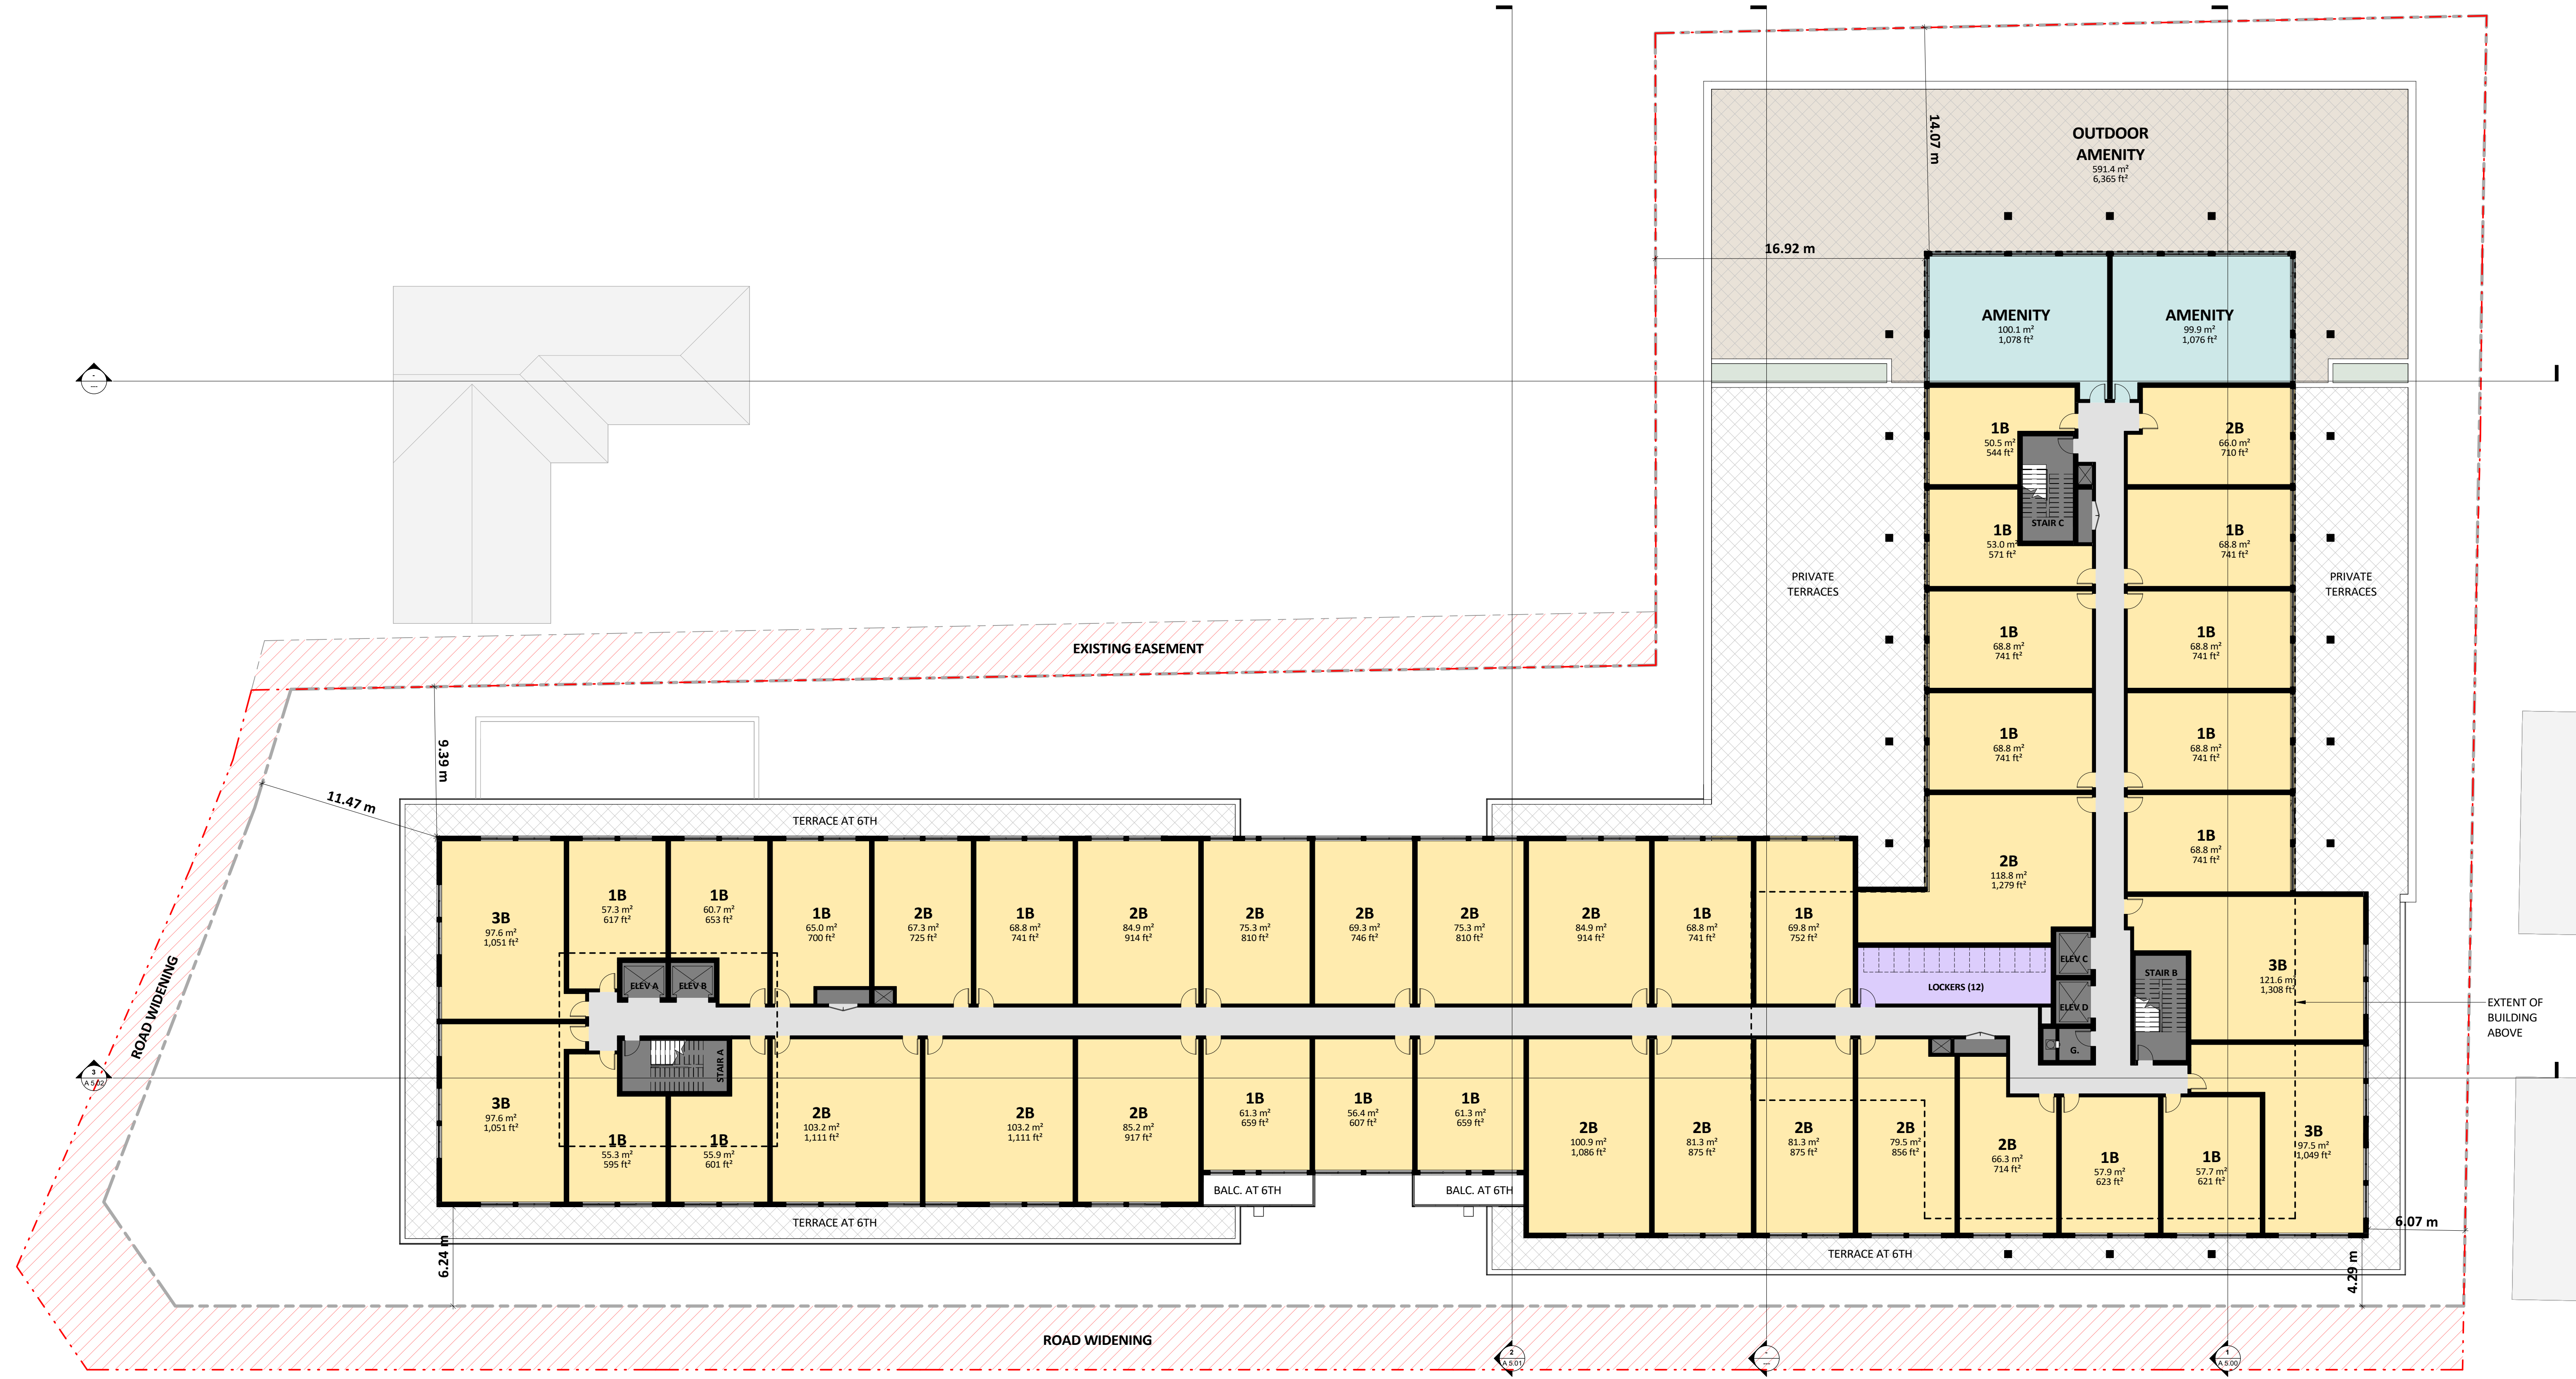 OUTDOOR
AMENITY
591.4 m²
6,365 ft²
14.07 m
16.92 m
AMENITY
100.1 m²
1,078 ft²
AMENITY
99.9 m²
1,076 ft²
-
---
1B
50.5 m²
544 ft²
2B
66.0 m²
710 ft²
STAIR C
1B
53.0 m²
571 ft²
1B
68.8 m²
741 ft²
PRIVATE
TERRACES
PRIVATE
TERRACES
1B
68.8 m²
741 ft²
1B
68.8 m²
741 ft²
EXISTING EASEMENT
1B
68.8 m²
741 ft²
1B
68.8 m²
741 ft²
9.39 m
11.47 m
TERRACE AT 6TH
2B
118.8 m²
1,279 ft²
1B
68.8 m²
741 ft²
3B
97.6 m²
1,051 ft²
1B
57.3 m²
617 ft²
1B
60.7 m²
653 ft²
1B
65.0 m²
700 ft²
2B
67.3 m²
725 ft²
1B
68.8 m²
741 ft²
2B
84.9 m²
914 ft²
2B
75.3 m²
810 ft²
2B
69.3 m²
746 ft²
2B
75.3 m²
810 ft²
2B
84.9 m²
914 ft²
1B
68.8 m²
741 ft²
1B
69.8 m²
752 ft²
ELEV A
ELEV B
LOCKERS (12)
ELEV C
ELEV D
STAIR B
G.
3B
121.6 m²
1,308 ft²
EXTENT OF
BUILDING
ABOVE
ROAD WIDENING
3
A 5.02
STAIR A
3B
97.6 m²
1,051 ft²
1B
55.3 m²
595 ft²
1B
55.9 m²
601 ft²
2B
103.2 m²
1,111 ft²
2B
103.2 m²
1,111 ft²
2B
85.2 m²
917 ft²
1B
61.3 m²
659 ft²
1B
56.4 m²
607 ft²
1B
61.3 m²
659 ft²
2B
100.9 m²
1,086 ft²
2B
81.3 m²
875 ft²
2B
81.3 m²
875 ft²
2B
79.5 m²
856 ft²
2B
66.3 m²
714 ft²
1B
57.9 m²
623 ft²
1B
57.7 m²
621 ft²
3B
97.5 m²
1,049 ft²
BALC. AT 6TH
BALC. AT 6TH
TERRACE AT 6TH
6.24 m
TERRACE AT 6TH
6.07 m
4.29 m
ROAD WIDENING
2
A 5.01
-
---
1
A 5.00